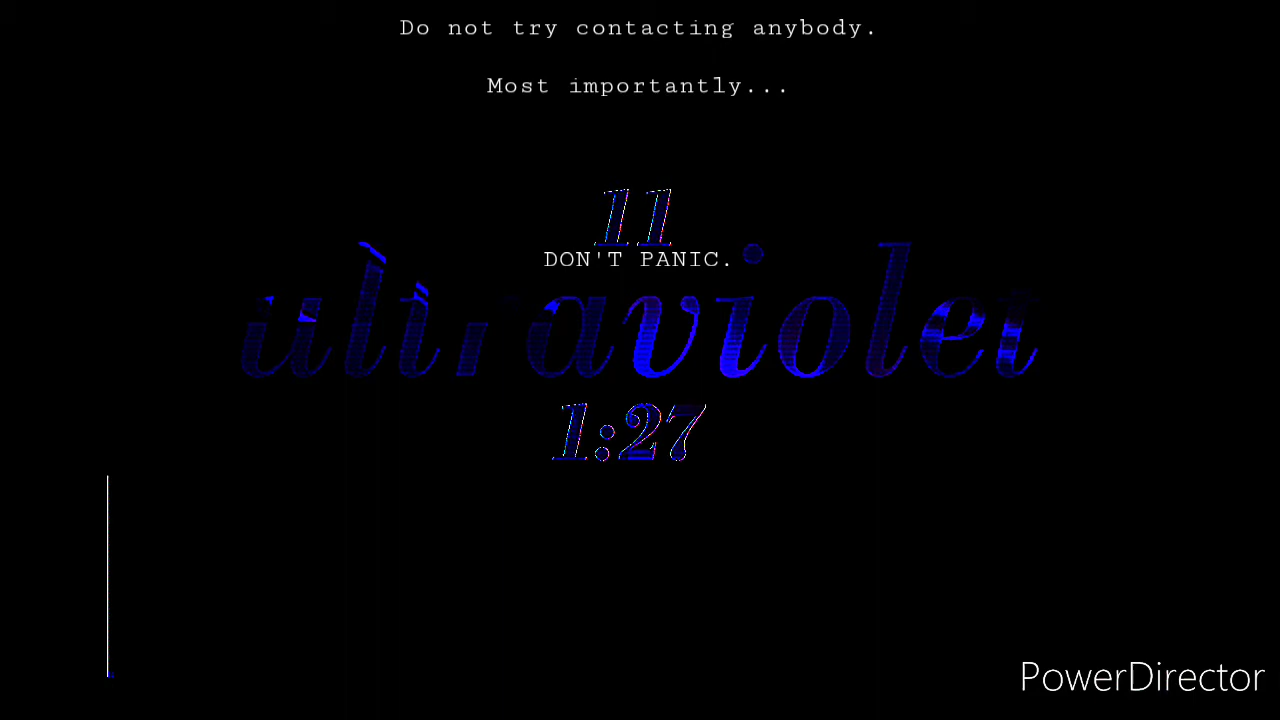 Do not try contacting anybody.
Most importantly...
11
DON'T PANIC.
ultraviolet
1:27
PowerDirector